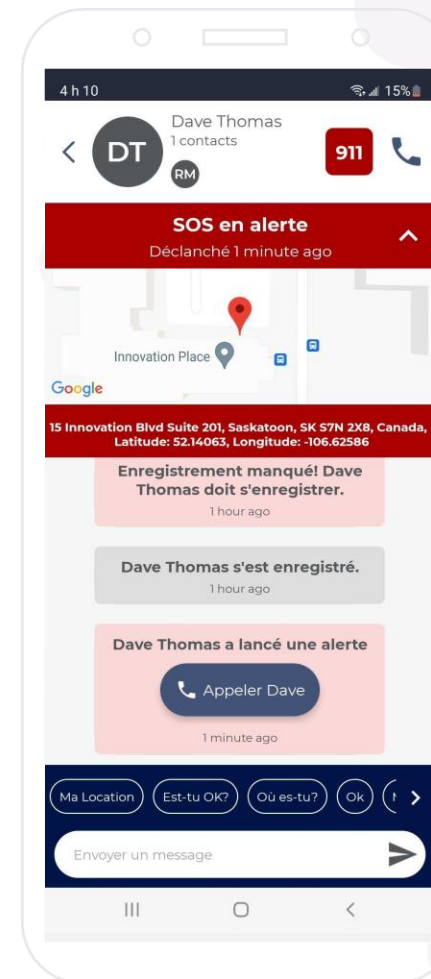 4 h 10
15%
Dave Thomas
1 contacts
DT
RM
911
SOS en alerte
Déclanché 1 minute ago
Innovation Place
Google
15 Innovation Blvd Suite 201, Saskatoon, SK S7N 2X8, Canada,
Latitude: 52.14063, Longitude: -106.62586
Enregistrement manqué! Dave
Thomas doit s'enregistrer.
1 hour ago
Dave Thomas s'est enregistré.
1 hour ago
Dave Thomas a lancé une alerte
Appeler Dave
1 minute ago
Ma Location
Est-tu OK?
Où es-tu?
Ok
Envoyer un message